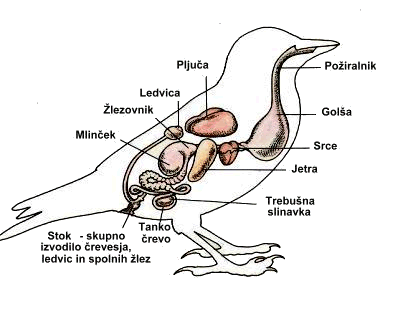 Pljuča
Požiralnik
Ledvica
Žlezovnik
Golša
Mlinček
Srce
Jetra
Trebušna
slinavka
Tanko
črevo
Stok - skupno
izvodilo črevesja,
ledvic in spolnih žlez